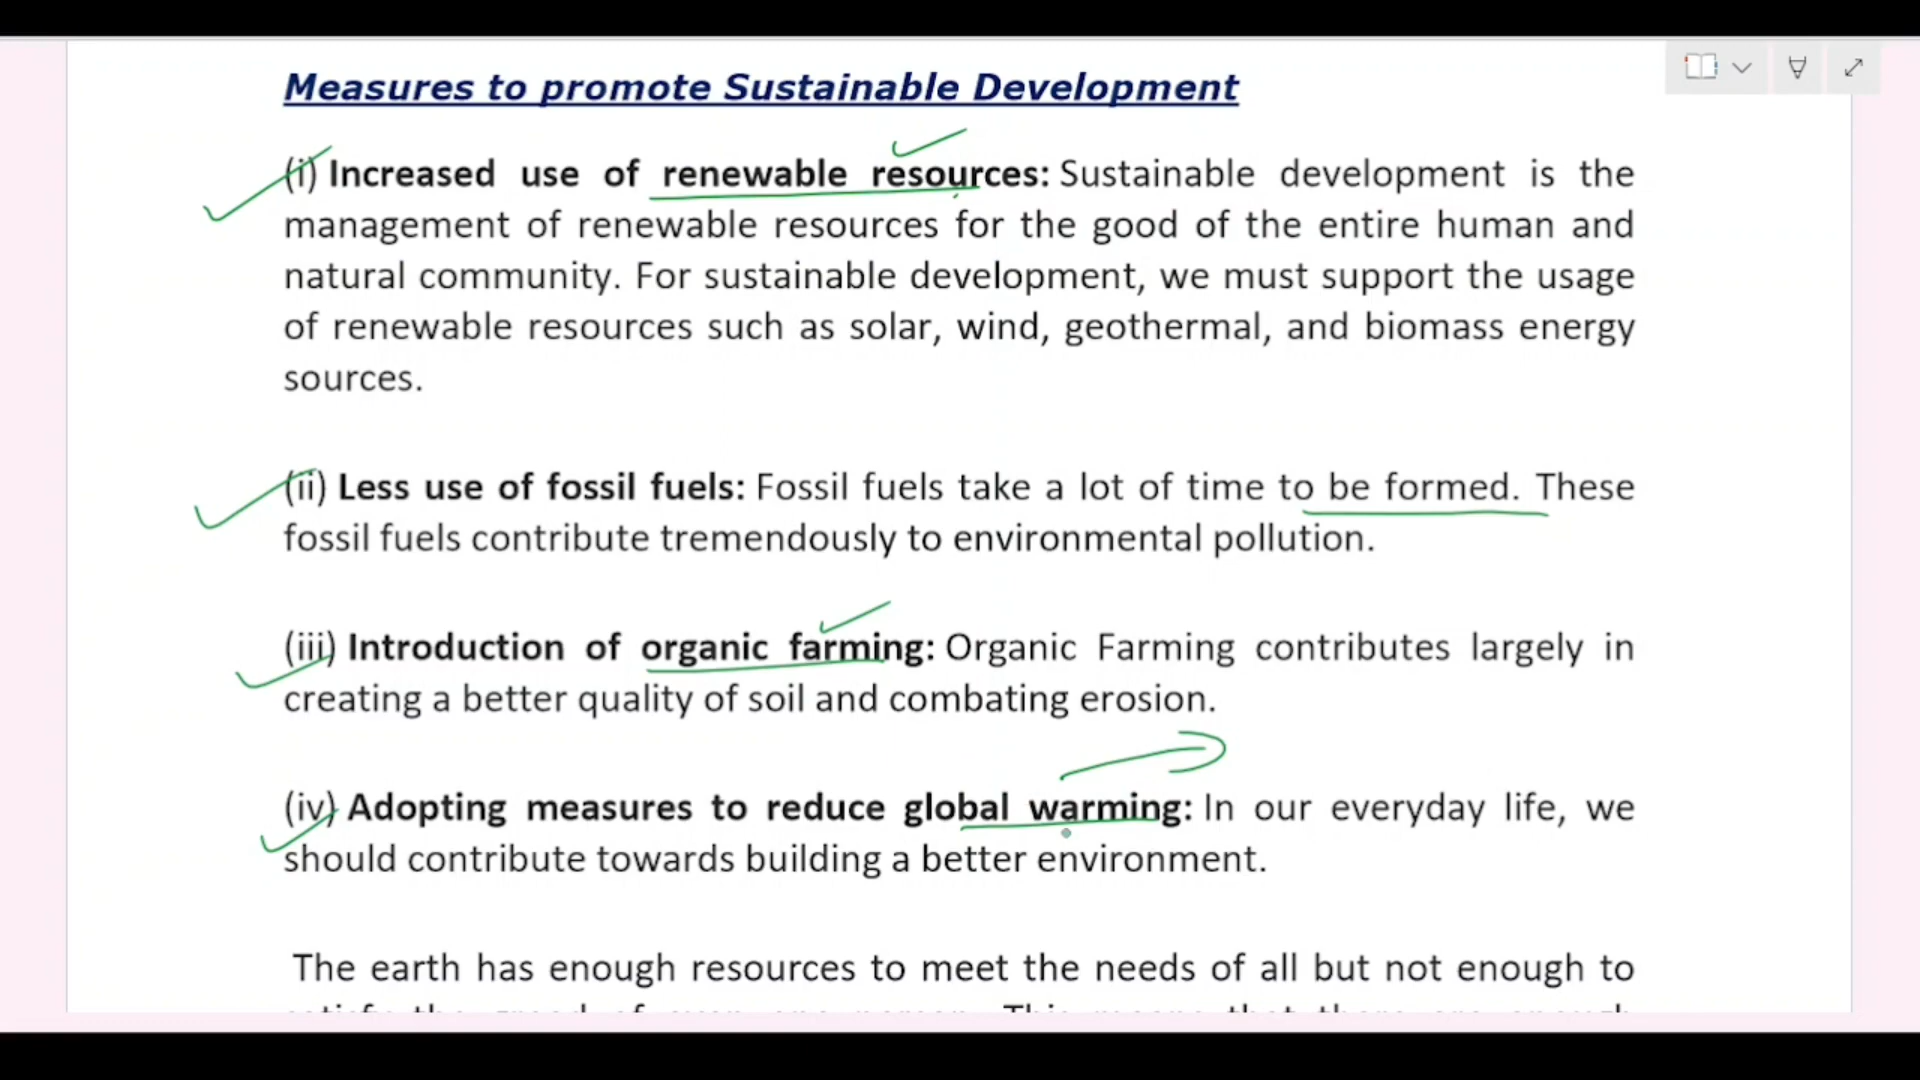 Measures to promote Sustainable Development
(i) Increased use of renewable resources: Sustainable development is the
management of renewable resources for the good of the entire human and
natural community. For sustainable development, we must support the usage
of renewable resources such as solar, wind, geothermal, and biomass energy
sources.
(ii) Less use of fossil fuels: Fossil fuels take a lot of time to be formed. These
fossil fuels contribute tremendously to environmental pollution.
(iii) Introduction of organic farming: Organic Farming contributes largely in
creating a better quality of soil and combating erosion.
(iv) Adopting measures to reduce global warming: In our everyday life, we
should contribute towards building a better environment.
The earth has enough resources to meet the needs of all but not enough to